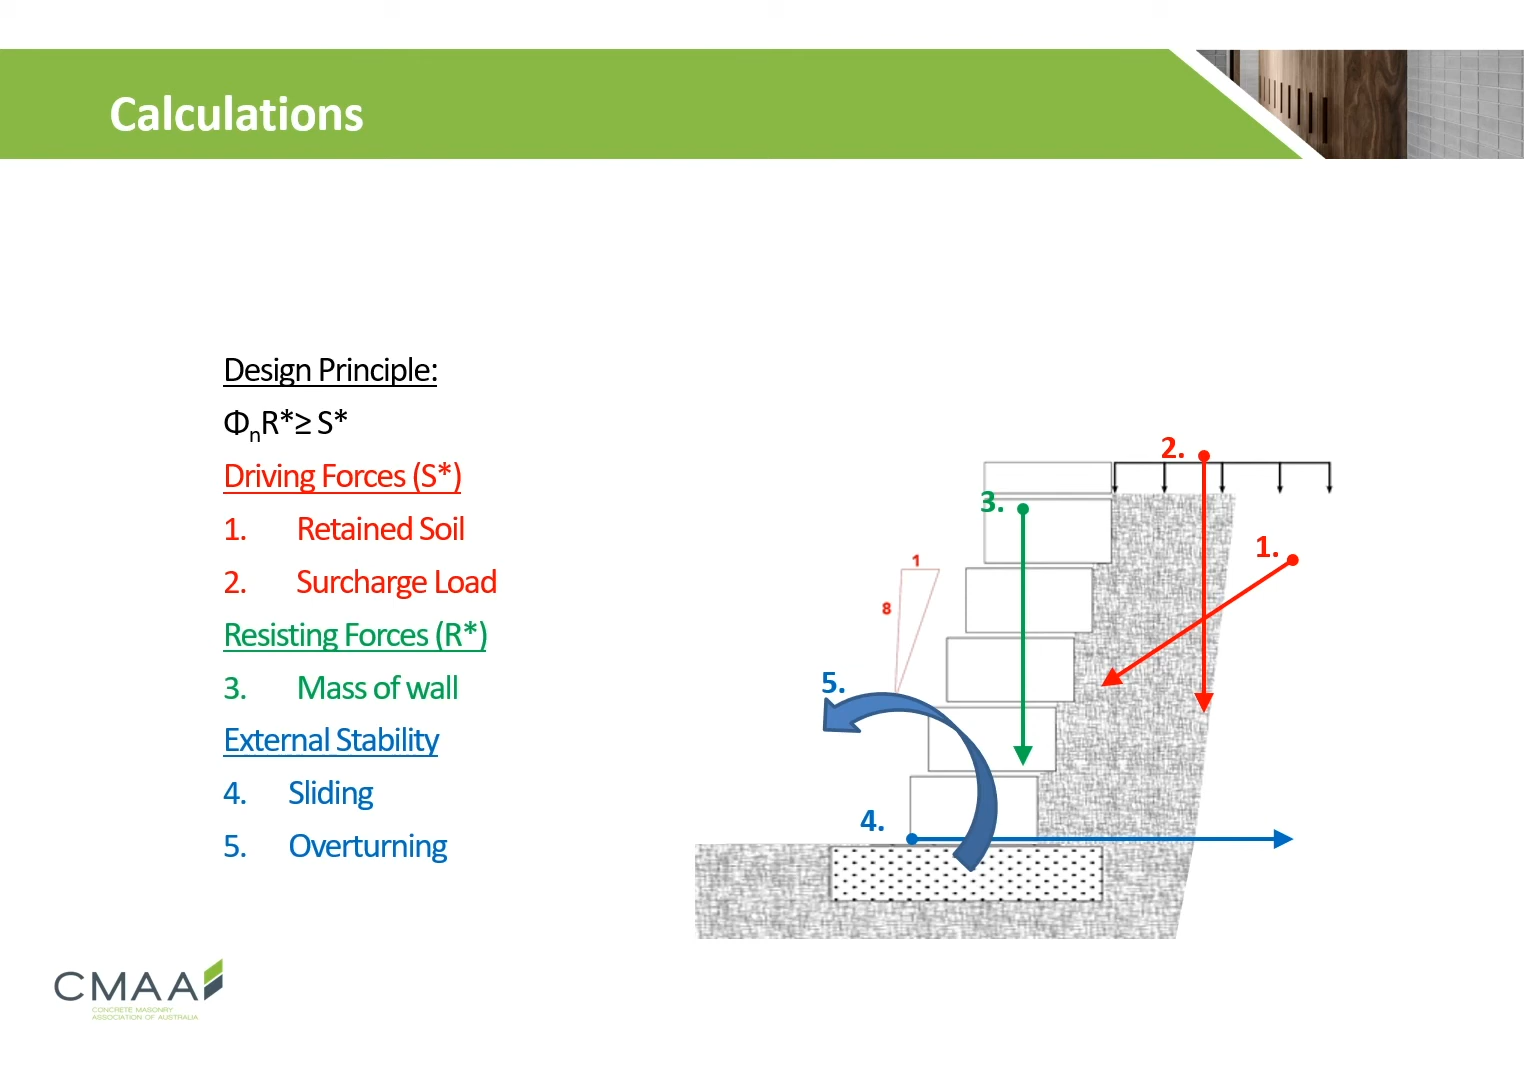 Calculations
Design Principle:
ΦnR*≥ S*
Driving Forces (S*)
1. Retained Soil
2. Surcharge Load
Resisting Forces (R*)
3. Mass of wall
External Stability
4. Sliding
5. Overturning
2.
3.
1.
1
8
5.
4.
CMAA
CONCRETE MASONRY
ASSOCIATION OF AUSTRALIA